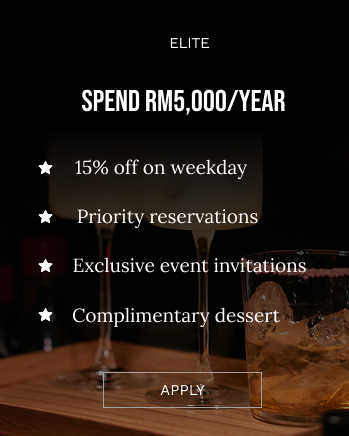 ELITE
SPEND RM5,000/YEAR
15% off on weekday
Priority reservations
Exclusive event invitations
Complimentary dessert
APPLY